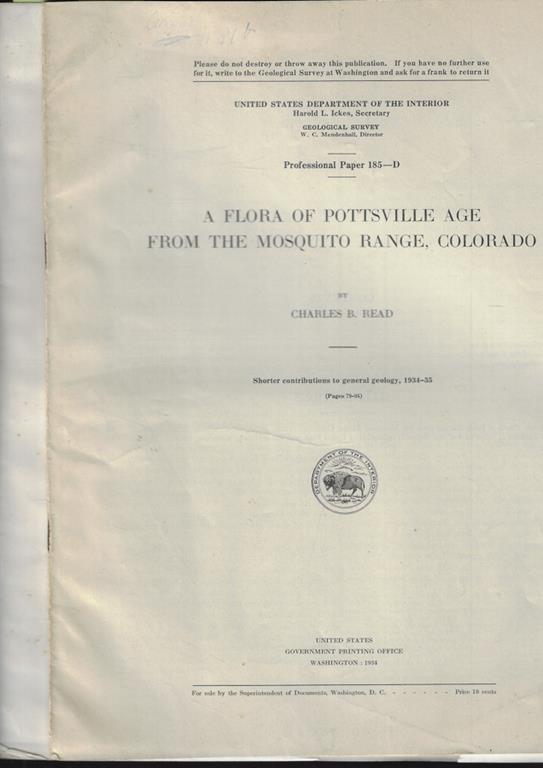 Please do not destroy or throw away this publication. If you have no further use
for it, write to the Geological Survey at Washington and ask for a frank to return it
UNITED STATES DEPARTMENT OF THE INTERIOR
Harold L. Ickes, Secretary
GEOLOGICAL SURVEY
W. C. Mendenhall, Director
Professional Paper 185—D
A FLORA OF POTTSVILLE AGE
FROM THE MOSQUITO RANGE, COLORADO
BY
CHARLES B. READ
Shorter contributions to general geology, 1934-35
(Pages 79-96)
DEPARTMENT OF THE INTERIOR
UNITED STATES
GOVERNMENT PRINTING OFFICE
WASHINGTON : 1934
For sale by the Superintendent of Documents, Washington, D. C. - - - - - - Price 10 cents